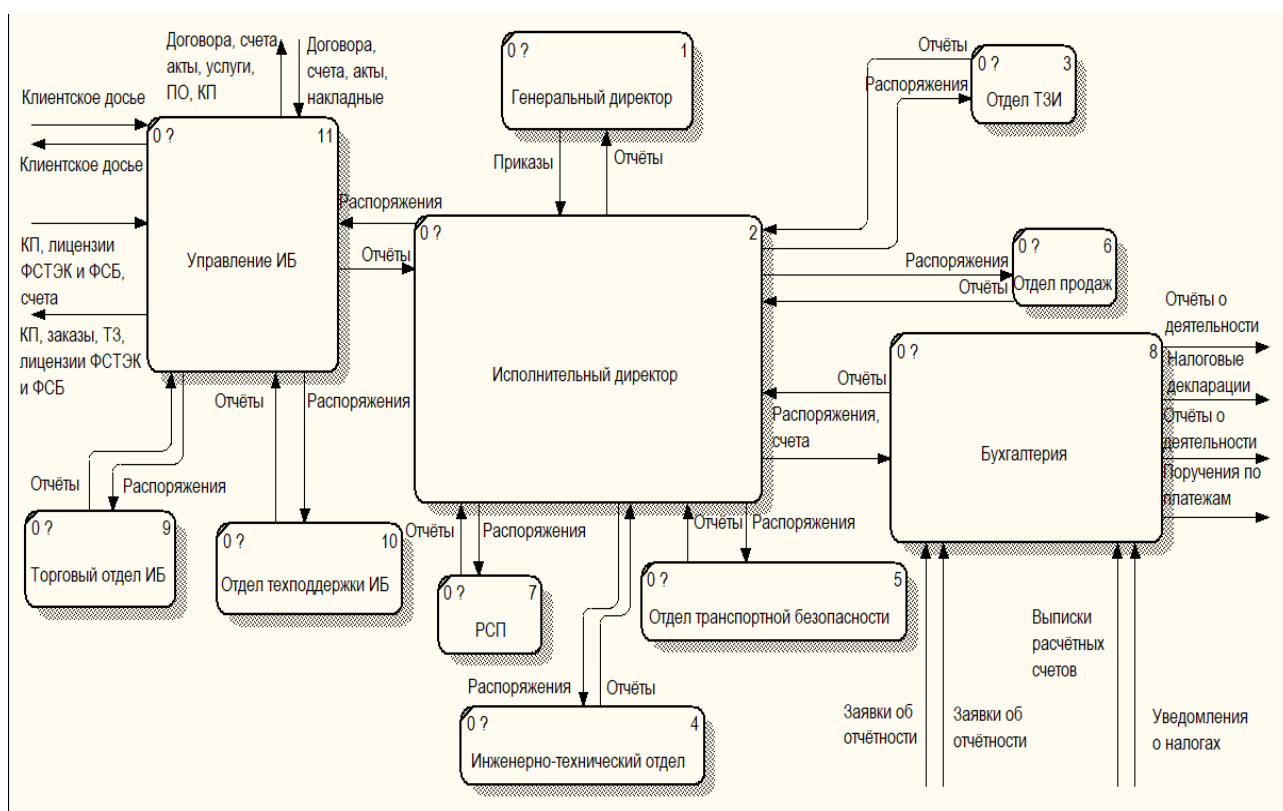 Договора, счета
акты, услуги,
ПО, КП
Договора,
счета, акты,
накладные
Клиентское досье
Клиентское досье
0 ? 11
Управление ИБ
КП, лицензии
ФСТЭК и ФСБ,
счета
КП, заказы, ТЗ,
лицензии ФСТЭК
и ФСБ
0 ? 1
Генеральный директор
Приказы
Отчёты
Отчёты
Распоряжения
0 ? 3
Отдел ТЗИ
Распоряжения
Отчёты
0 ? 2
Исполнительный директор
Распоряжения
Отчёты
0 ? 6
Отдел продаж
Отчёты
Распоряжения,
счета
0 ? 8
Бухгалтерия
Отчёты о
деятельности
Налоговые
декларации
Отчёты о
деятельности
Поручения по
платежам
Отчёты
Распоряжения
Отчёты
Распоряжения
0 ? 9
Торговый отдел ИБ
0 ? 10
Отдел техподдержки ИБ
Отчёты
Распоряжения
0 ? 7
РСП
Отчёты
Распоряжения
0 ? 5
Отдел транспортной безопасности
Распоряжения
Отчёты
0 ? 4
Инженерно-технический отдел
Заявки об
отчётности
Заявки об
отчётности
Выписки
расчётных
счетов
Уведомления
о налогах